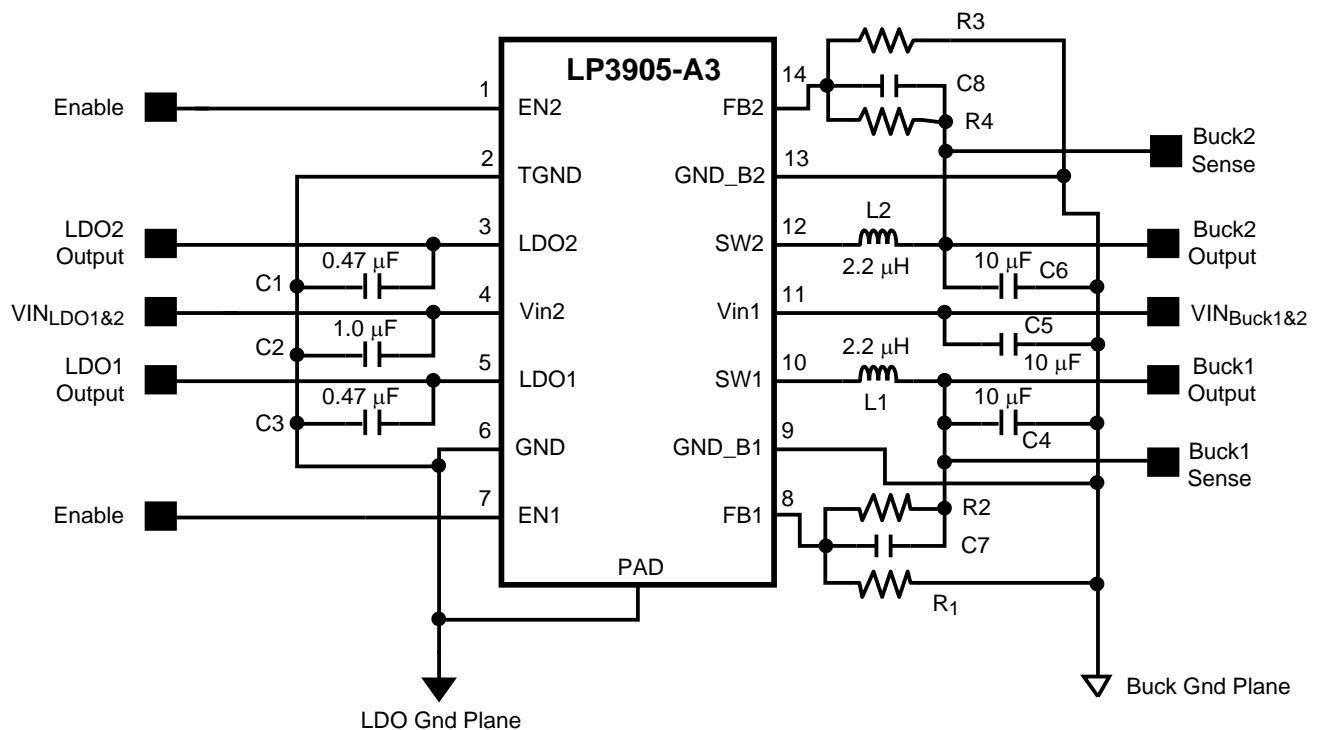 R3
LP3905-A3
14
C8
1
Enable
EN2
FB2
R4
Buck2
Sense
2
13
TGND
GND_B2
LDO2
Output
3
L2
12
Buck2
Output
LDO2
SW2
0.47 µF
2.2 µH
10 µF
C6
C1
4
11
VIN LDO1&2
Vin2
Vin1
VIN Buck1&2
1.0 µF
C5
C2
2.2 µH
10 µF
LDO1
Output
5
10
Buck1
Output
LDO1
SW1
0.47 µF
L1
10 µF
C3
C4
6
9
GND
GND_B1
Buck1
Sense
7
8
Enable
EN1
FB1
R2
C7
PAD
R1
Buck Gnd Plane
LDO Gnd Plane